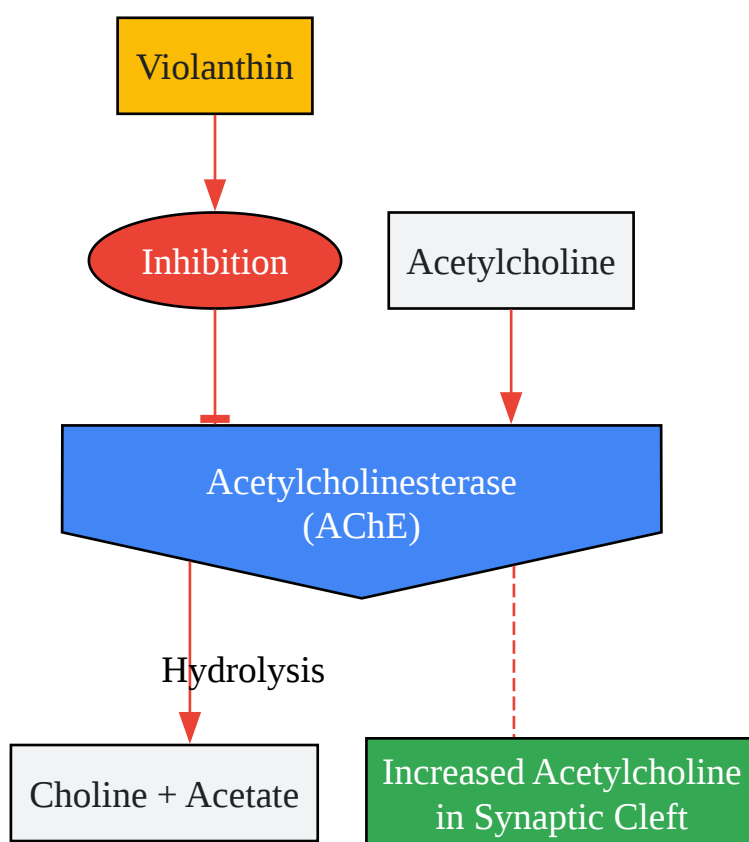 Violanthin
Inhibition
Acetylcholine
Acetylcholinesterase
(AChE)
Hydrolysis
Choline + Acetate
Increased Acetylcholine
in Synaptic Cleft